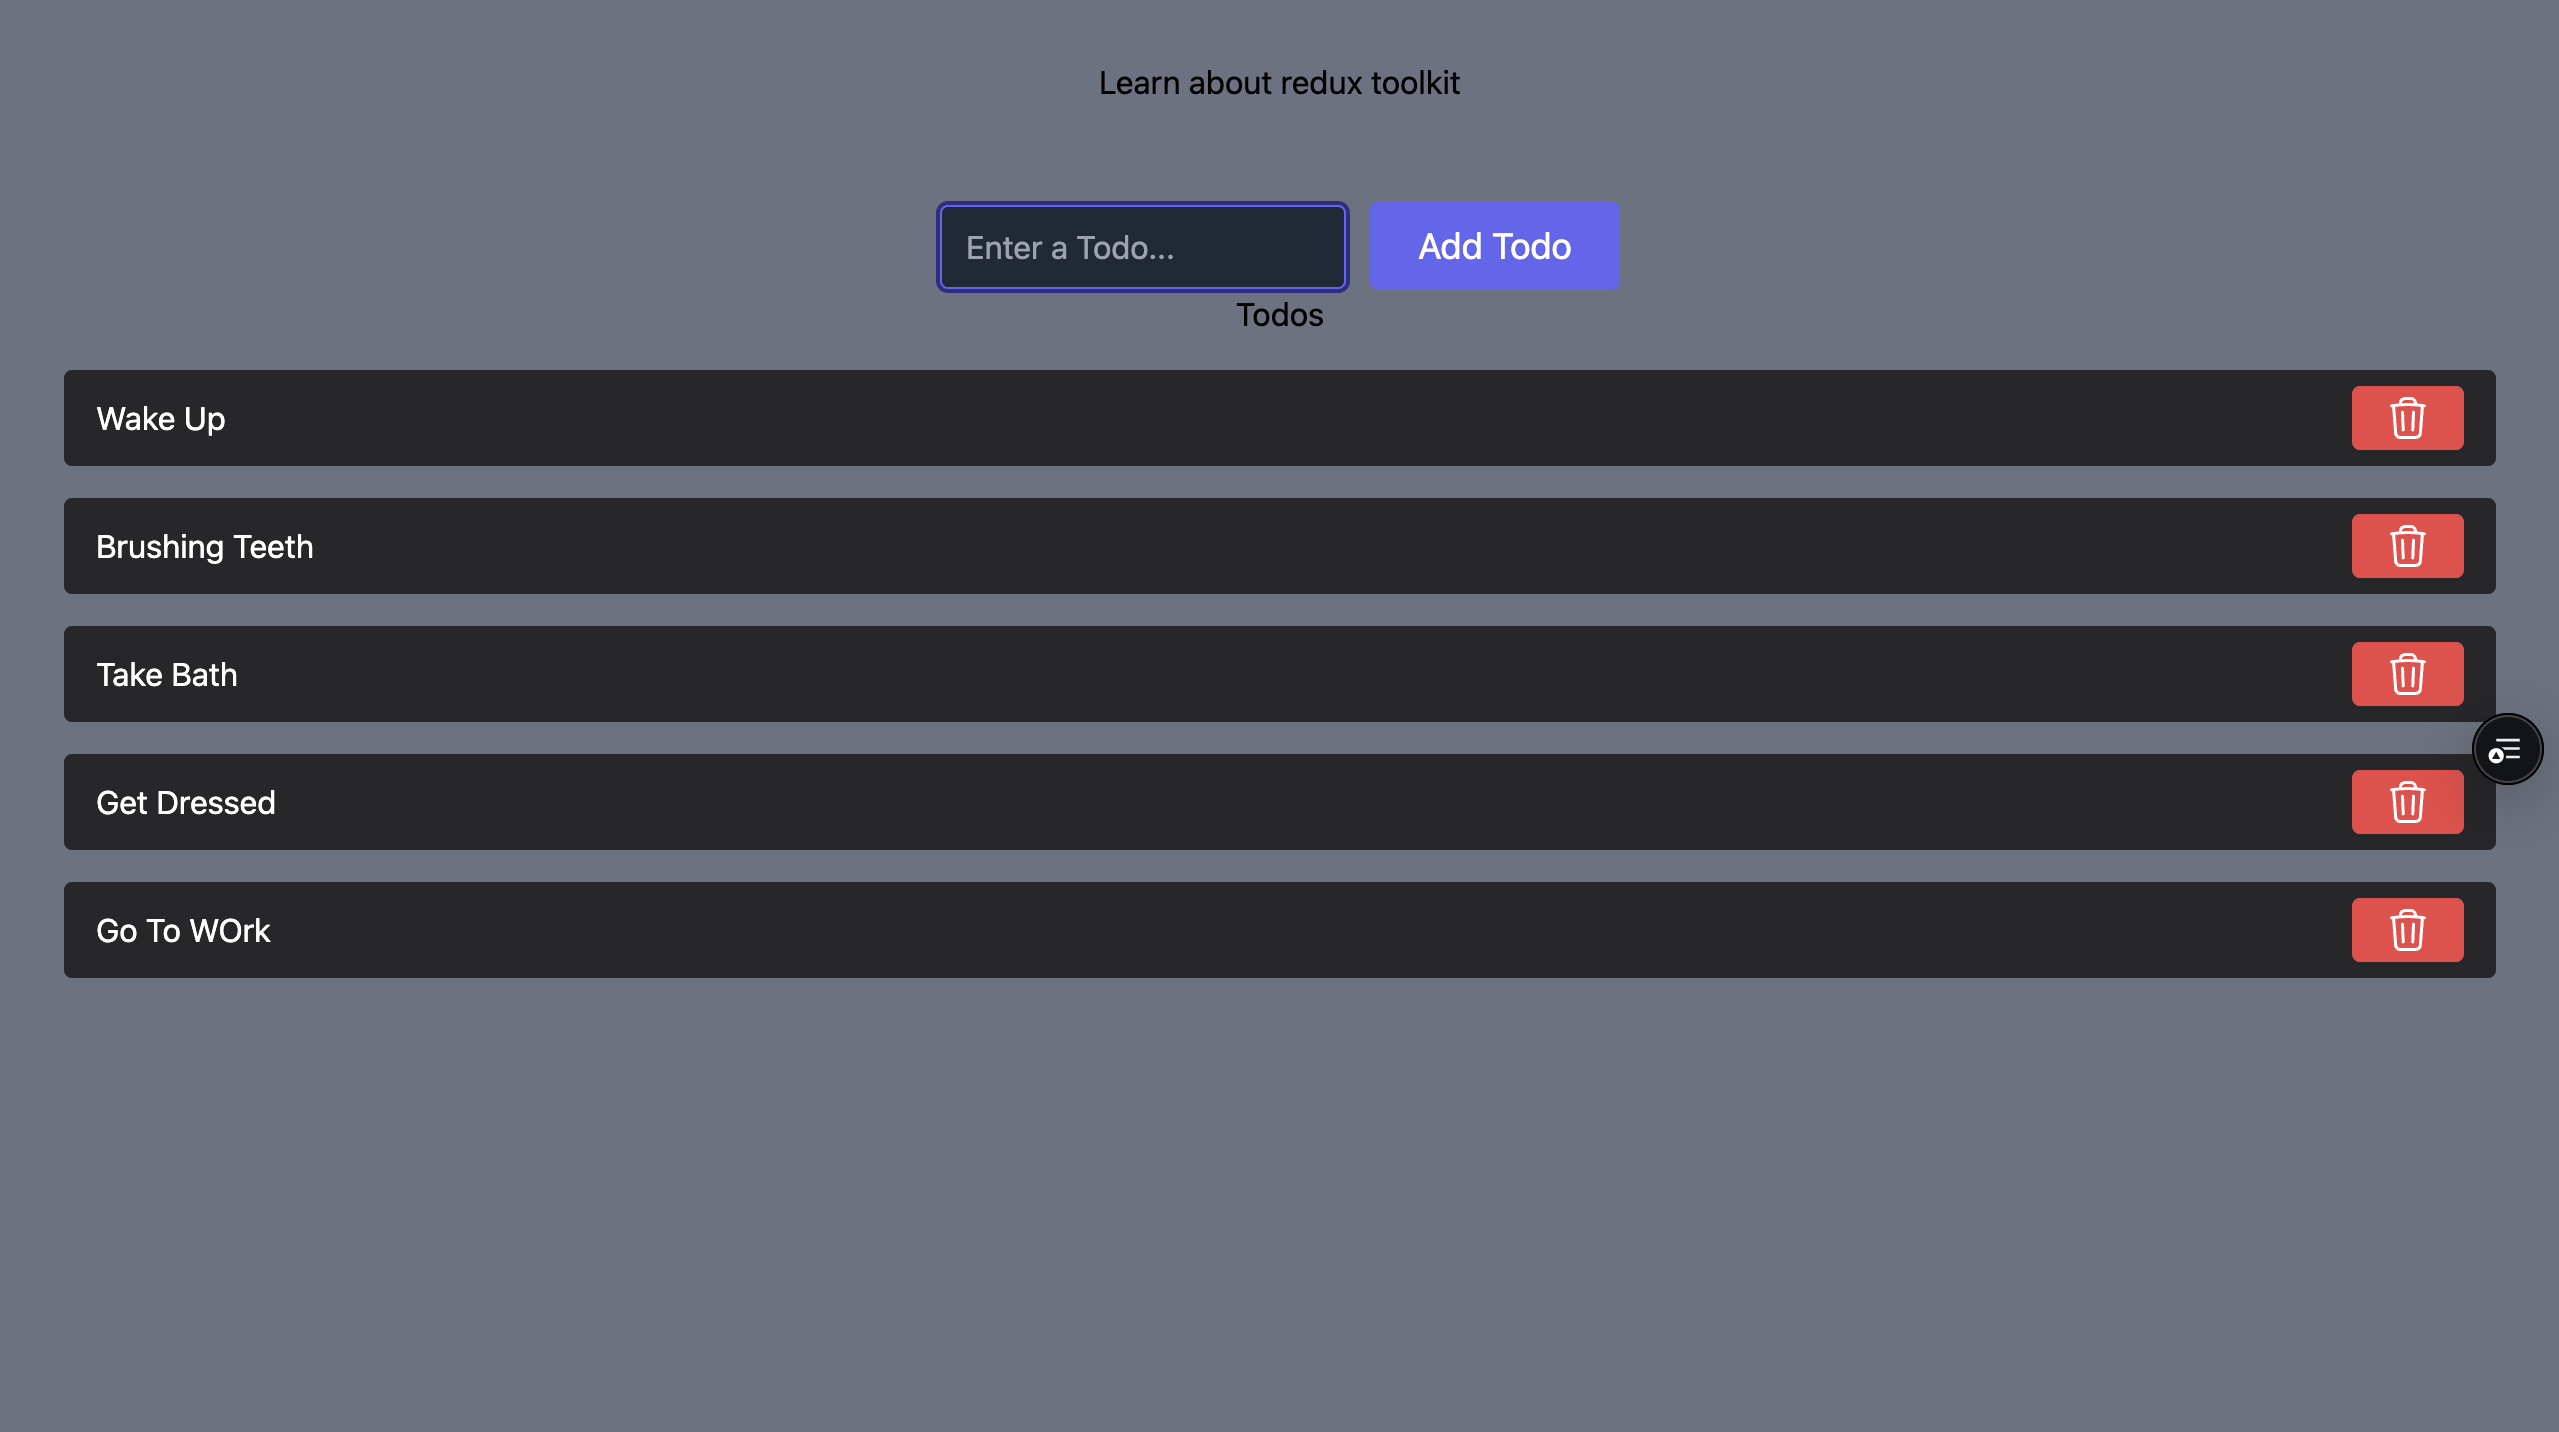 Learn about redux toolkit
Enter a Todo...
Add Todo
Todos
Wake Up
Brushing Teeth
Take Bath
Get Dressed
Go To WOrk